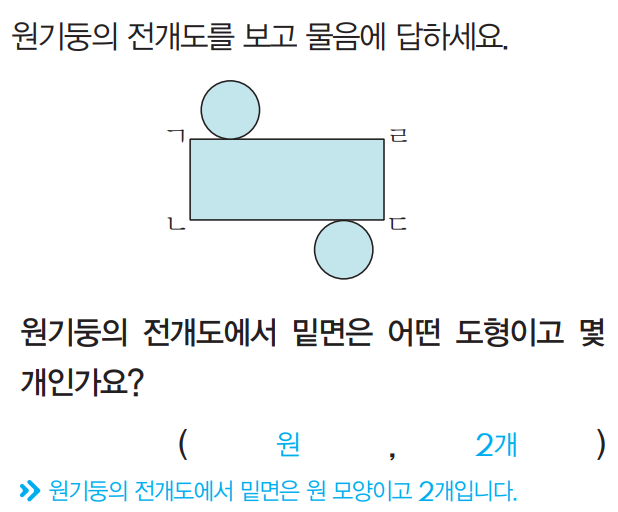 원기둥의 전개도를 보고 물음에 답하세요.
ㄱ ㄹ
ㄴ ㄷ
원기둥의 전개도에서 밑면은 어떤 도형이고 몇
개인가요?
( 원 , 2개 )
원기둥의 전개도에서 밑면은 원 모양이고 2개입니다.